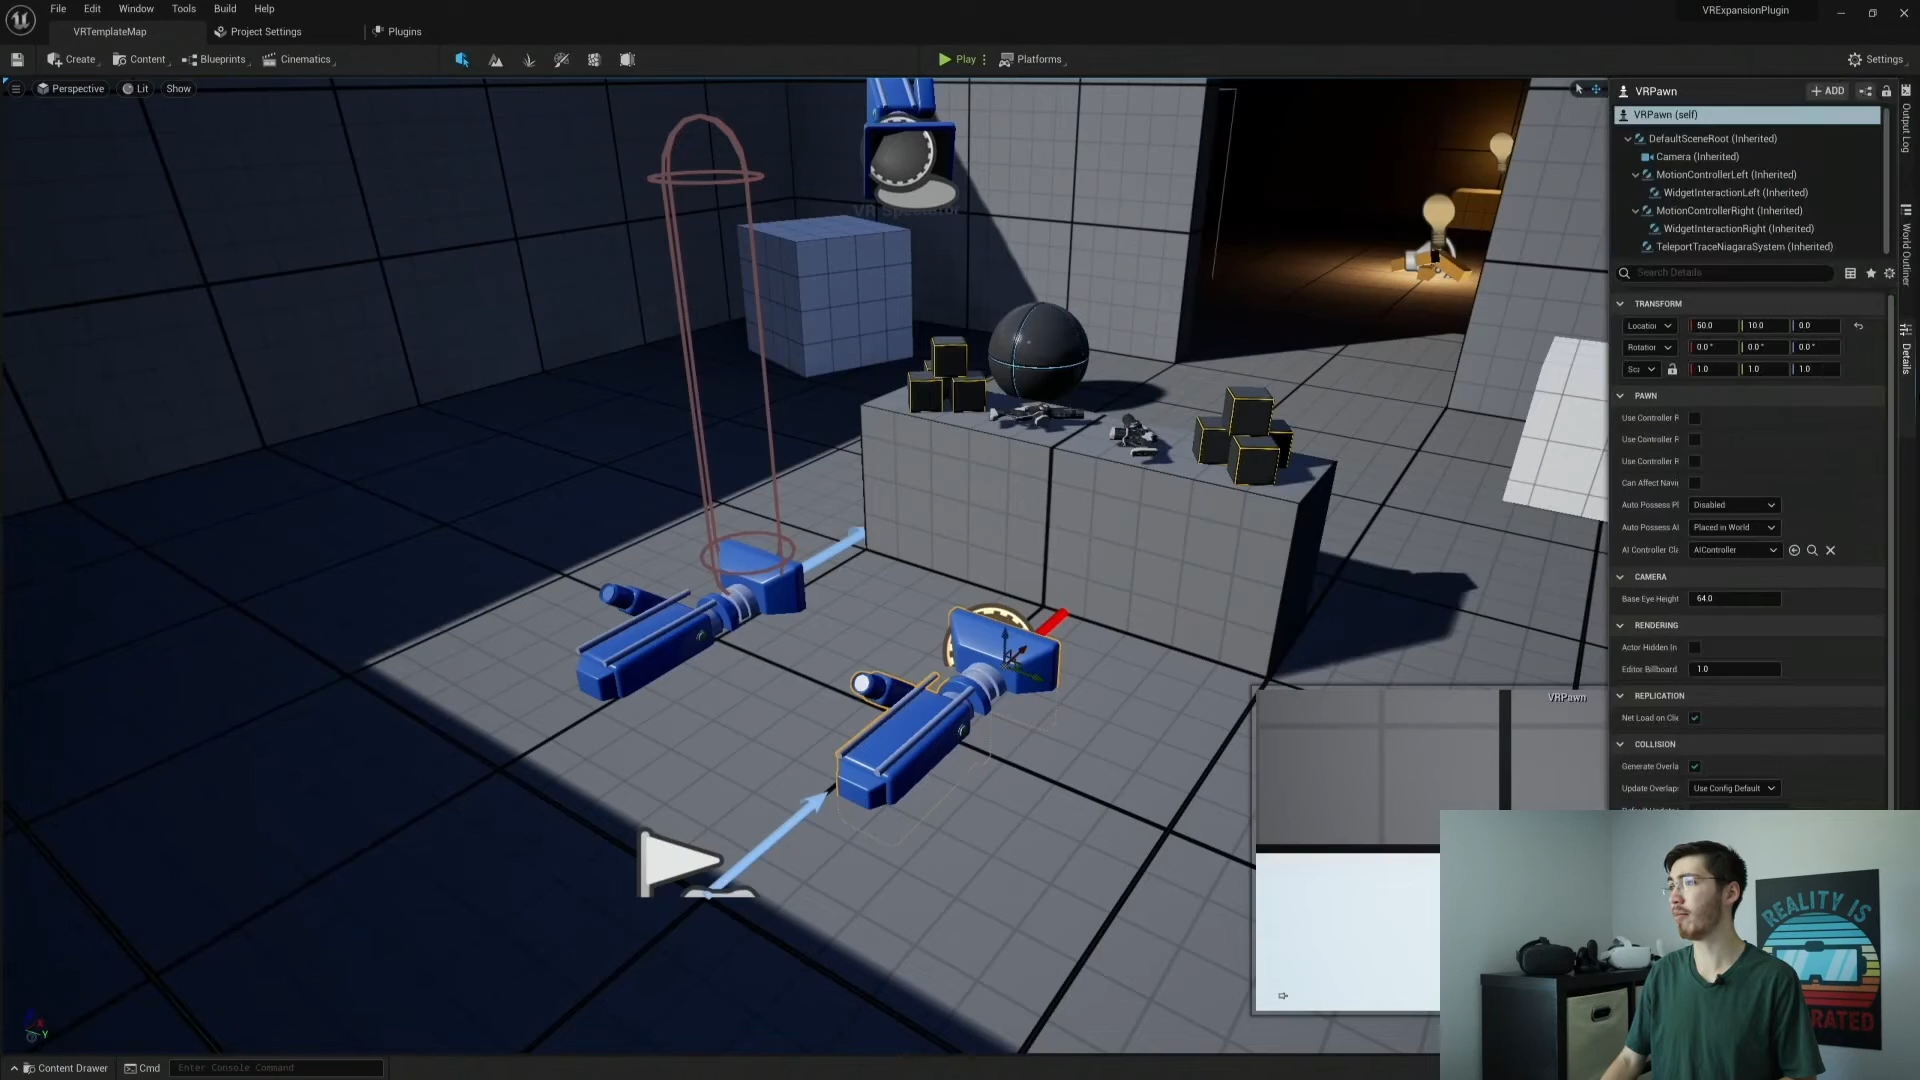 File Edit Window Tools Build Help
VRExpansionPlugin
VRTemplateMap
Project Settings
Plugins
Create
Content
Blueprints
Cinematics
Play
Platforms
Settings
Perspective
Lit
Show
VR Spectator
VRPawn
+ ADD
VRPawn (self)
DefaultSceneRoot (Inherited)
Camera (Inherited)
MotionControllerLeft (Inherited)
WidgetInteractionLeft (Inherited)
MotionControllerRight (Inherited)
WidgetInteractionRight (Inherited)
TeleportTraceNiagaraSystem (Inherited)
Search Details
TRANSFORM
Locatior 50.0 10.0 0.0
Rotatior 0.0 ° 0.0 ° 0.0 °
Sca 1.0 1.0 1.0
PAWN
Use Controller R
Use Controller R
Use Controller R
Can Affect Navi
Auto Possess Pl Disabled
Auto Possess AI Placed in World
AI Controller Cla AIController
CAMERA
Base Eye Height 64.0
RENDERING
Actor Hidden In
Editor Billboard 1.0
REPLICATION
Net Load on Clie
COLLISION
Generate Overla
Update Overlap Use Config Default
Output Log
World Outliner
Details
VRPawn
REALITY IS
RATED
X
Y
Content Drawer
Cmd
Enter Console Command